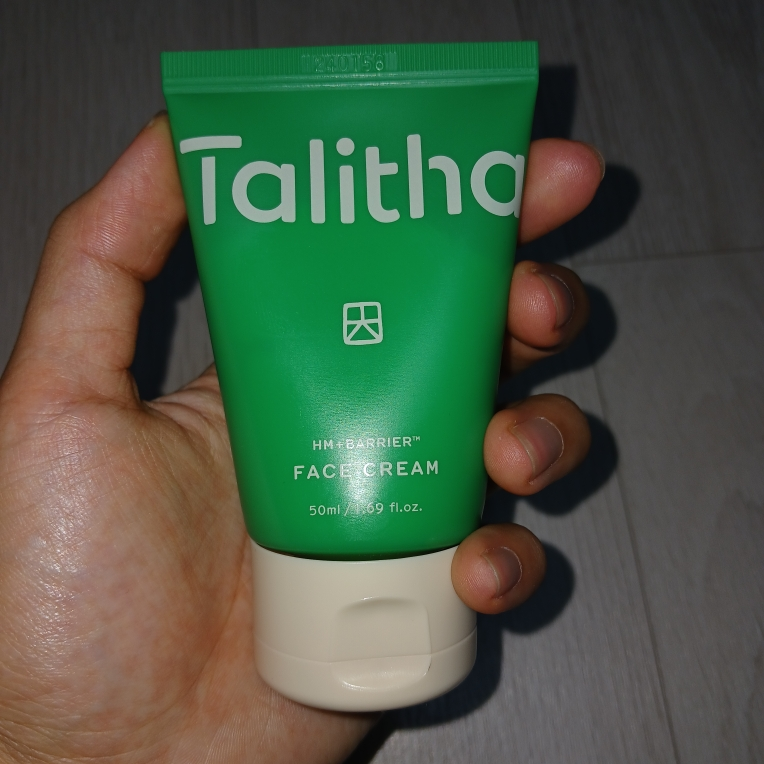 Talitha
HM+BARRIER™
FACE CREAM
50ml / 1.69 fl.oz.